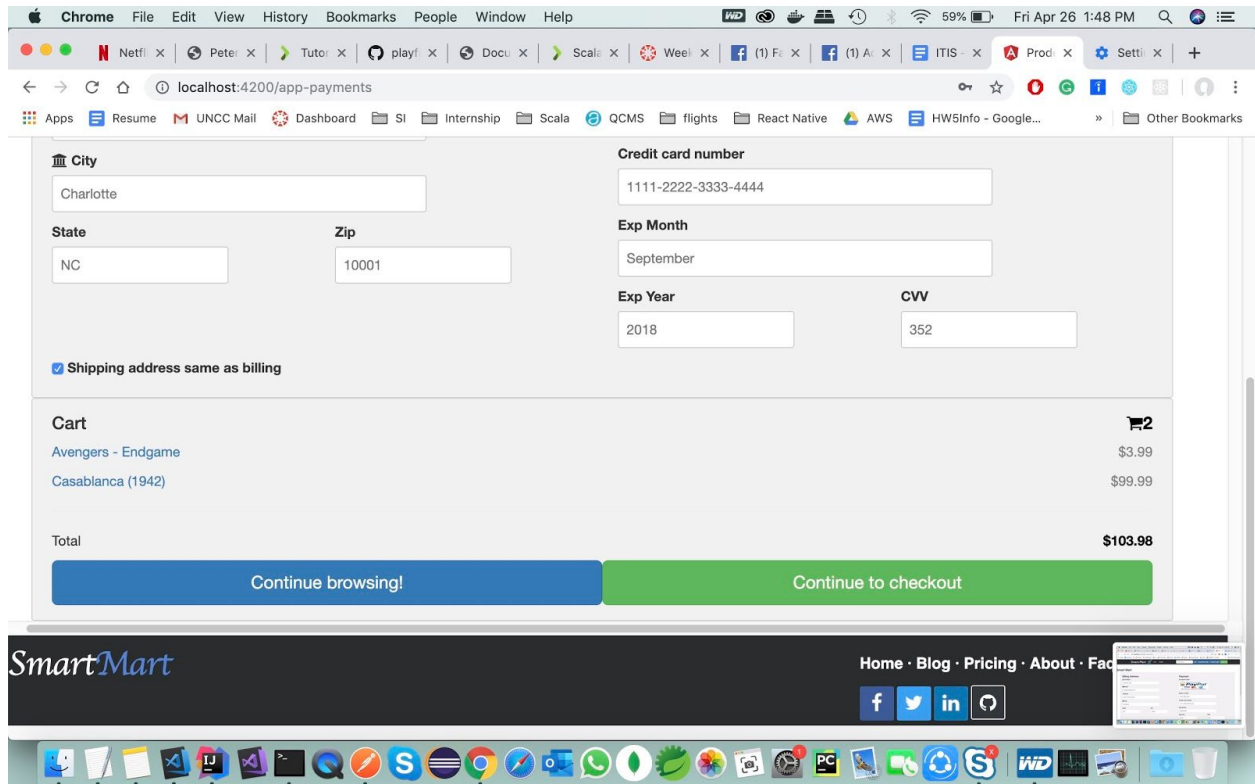 Chrome File Edit View History Bookmarks People Window Help WD 59% Fri Apr 26 1:48 PM
Netfl Peter Tutor playf Docu Scala Week (1) Fa (1) Ac ITIS - Prod Setti
localhost:4200/app-payments
Apps Resume UNCC Mail Dashboard SI Internship Scala QCMS flights React Native AWS HW5Info - Google... » Other Bookmarks
City
Charlotte
State Zip
NC 10001
Shipping address same as billing
Credit card number
1111-2222-3333-4444
Exp Month
September
Exp Year CVV
2018 352
Cart 2
Avengers - Endgame $3.99
Casablanca (1942) $99.99
Total $103.98
Continue browsing! Continue to checkout
SmartMart
Home · Blog · Pricing · About · Faq
PayPal
WD